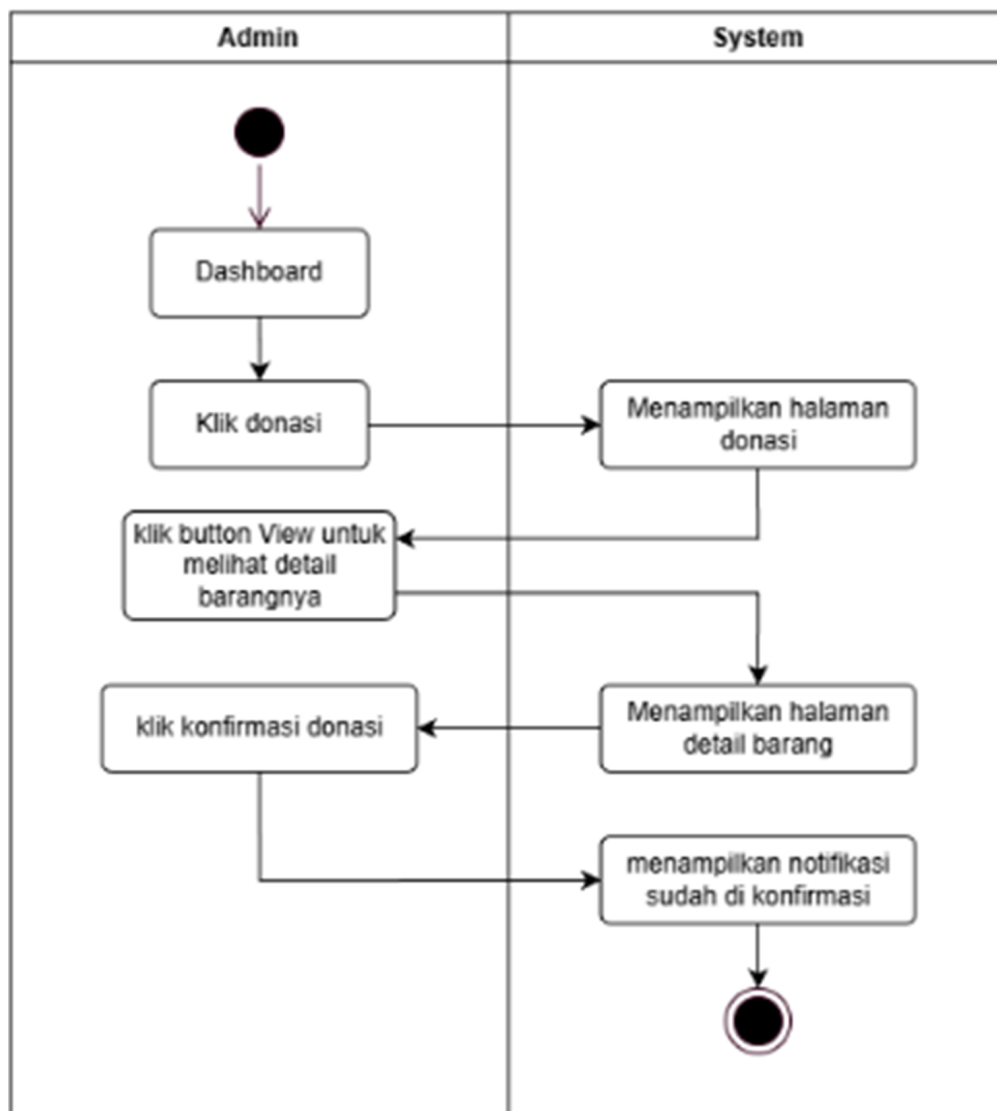 Admin
System
Dashboard
Klik donasi
Menampilkan halaman
donasi
klik button View untuk
melihat detail
barangnya
Menampilkan halaman
detail barang
klik konfirmasi donasi
menampilkan notifikasi
sudah di konfirmasi